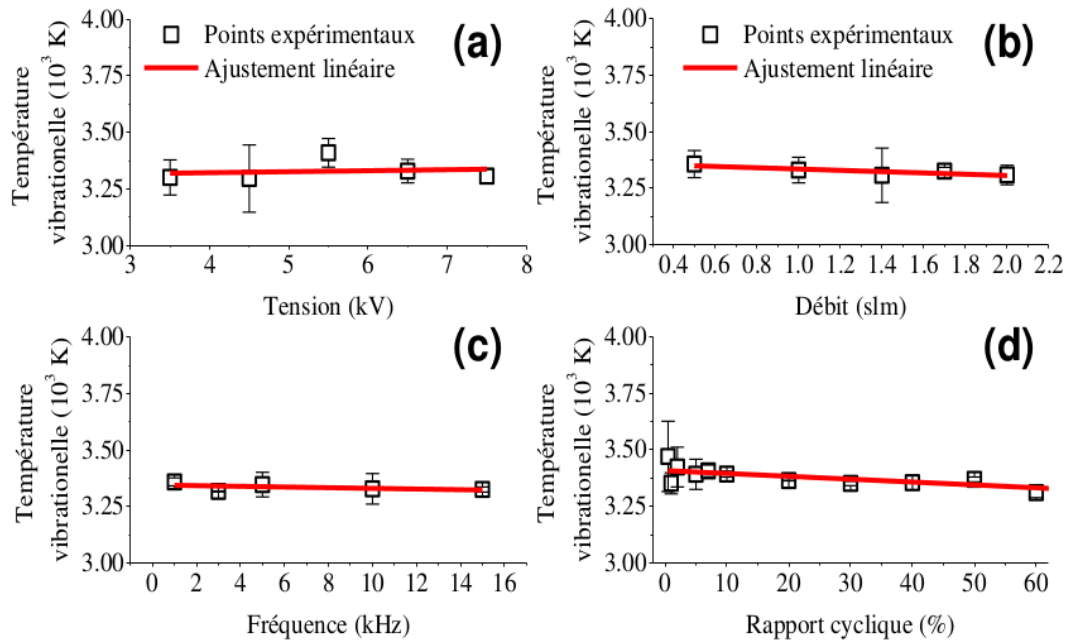 4.00
3.75
3.50
3.25
3.00
Température
vibrationelle (10³ K)
Points expérimentaux
Ajustement linéaire
(a)
3 4 5 6 7 8
Tension (kV)
4.00
3.75
3.50
3.25
3.00
Température
vibrationelle (10³ K)
Points expérimentaux
Ajustement linéaire
(b)
0.4 0.6 0.8 1.0 1.2 1.4 1.6 1.8 2.0 2.2
Débit (slm)
4.00
3.75
3.50
3.25
3.00
Température
vibrationelle (10³ K)
(c)
0 2 4 6 8 10 12 14 16
Fréquence (kHz)
4.00
3.75
3.50
3.25
3.00
Température
vibrationelle (10³ K)
(d)
0 10 20 30 40 50 60
Rapport cyclique (%)